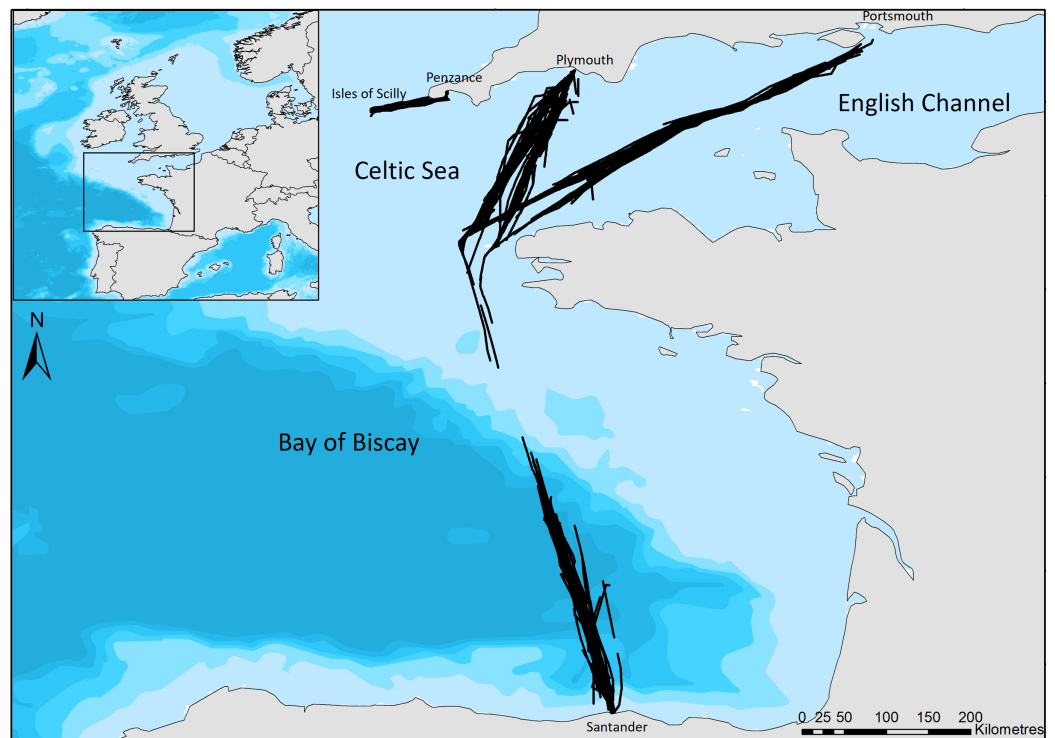 Portsmouth
Plymouth
Penzance
Isles of Scilly
English Channel
Celtic Sea
N
Bay of Biscay
Santander
0 25 50 100 150 200
Kilometres